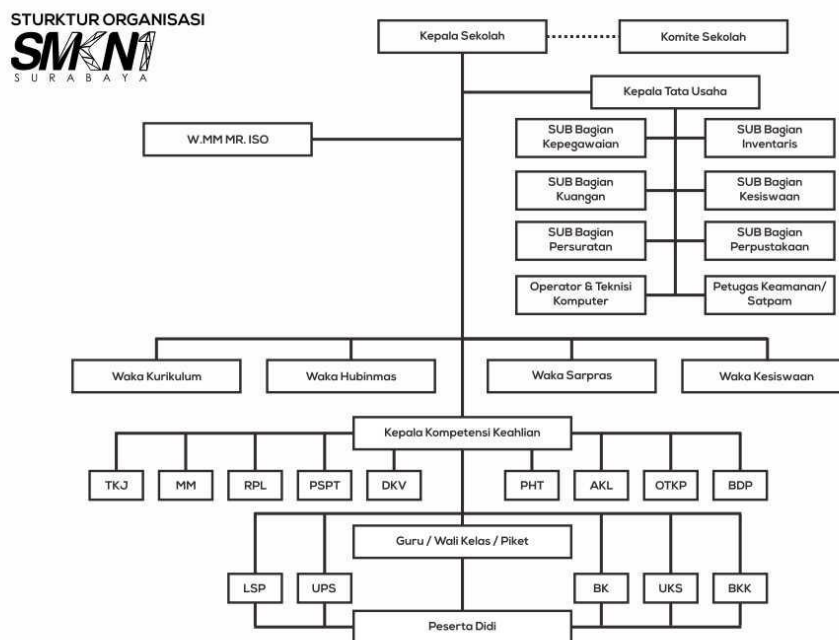 STURKTUR ORGANISASI
SMKN1
SURABAYA
Kepala Sekolah
Komite Sekolah
Kepala Tata Usaha
W.MM MR. ISO
SUB Bagian
Kepegawaian
SUB Bagian
Inventaris
SUB Bagian
Kuangan
SUB Bagian
Kesiswaan
SUB Bagian
Persuratan
SUB Bagian
Perpustakaan
Operator & Teknisi
Komputer
Petugas Keamanan/
Satpam
Waka Kurikulum
Waka Hubinmas
Waka Sarpras
Waka Kesiswaan
Kepala Kompetensi Keahlian
TKJ
MM
RPL
PSPT
DKV
PHT
AKL
OTKP
BDP
Guru / Wali Kelas / Piket
LSP
UPS
BK
UKS
BKK
Peserta Didi